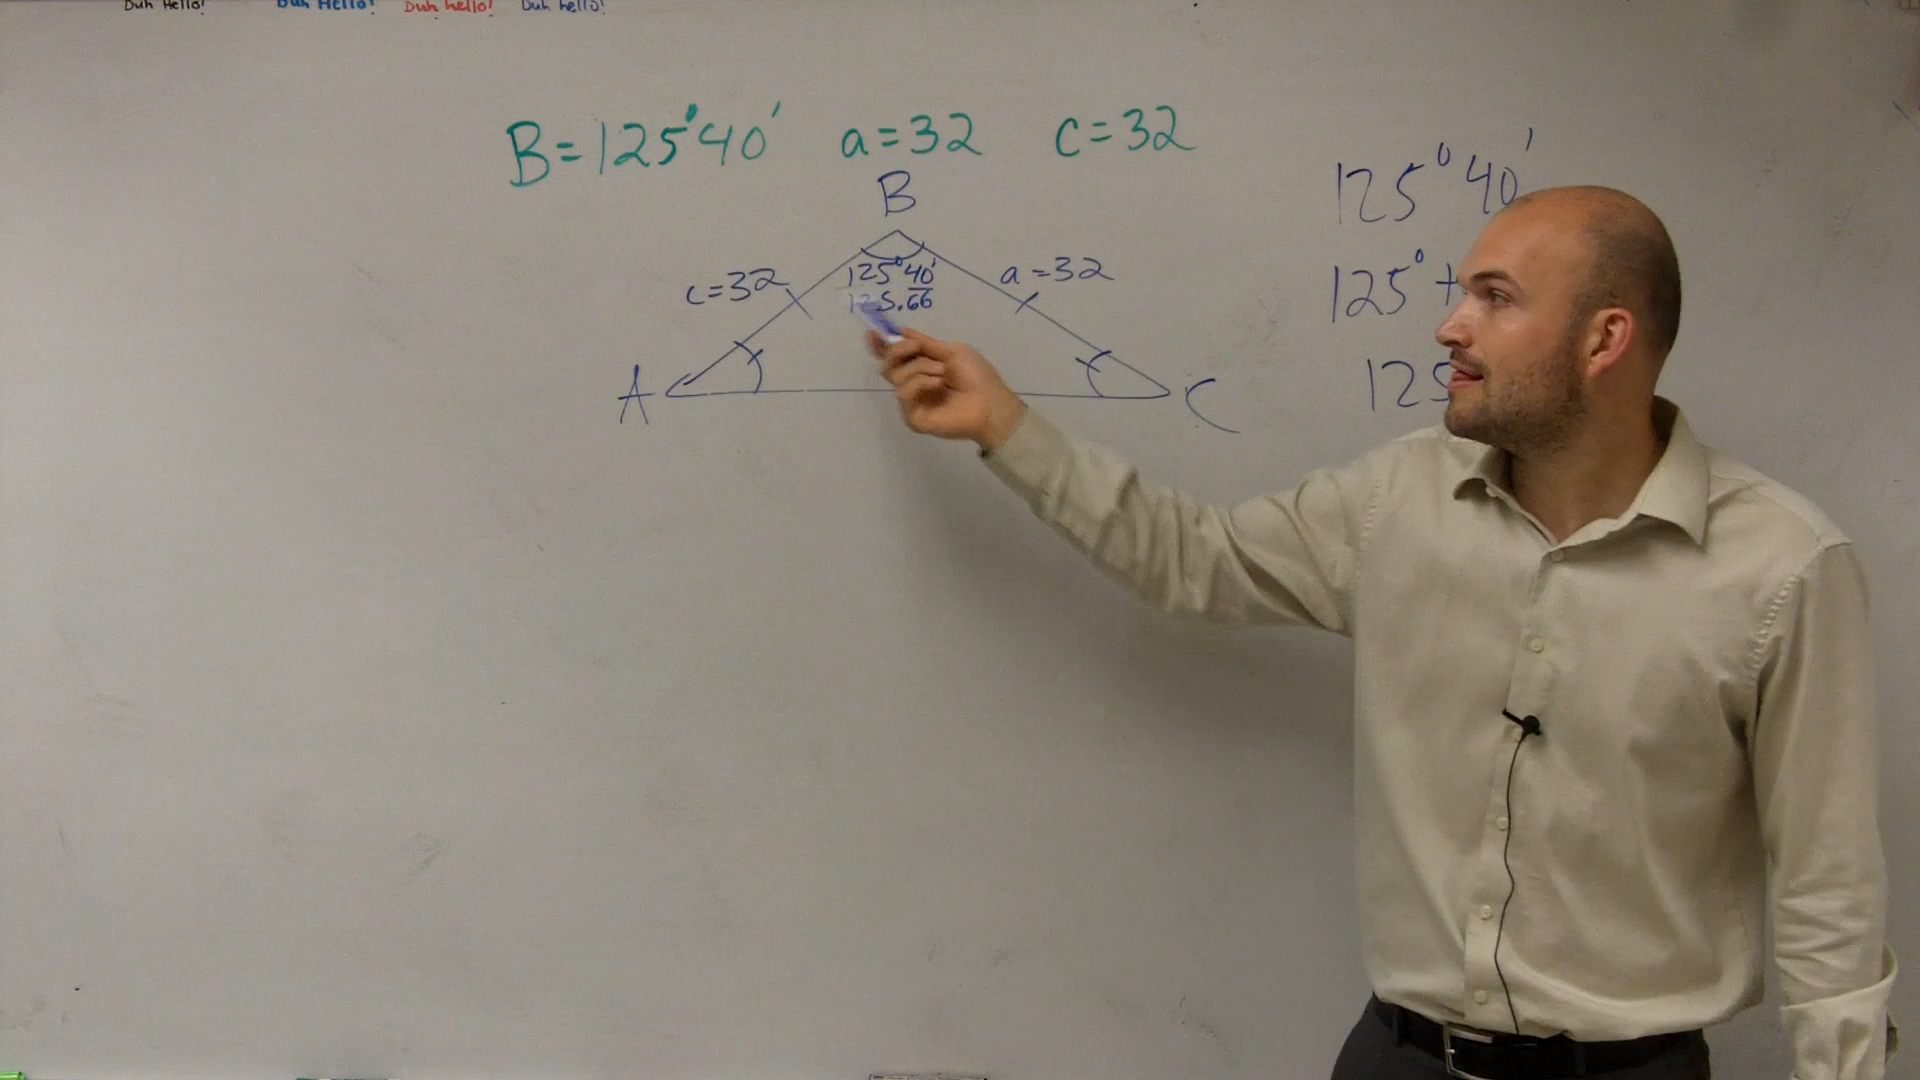 Duh Hello! Duh Hello! Duh hello! Duh hello!
B=125°40' a=32 c=32
B
125°40'
c=32
125°40'
a=32
125.66
125°+
A
C
125